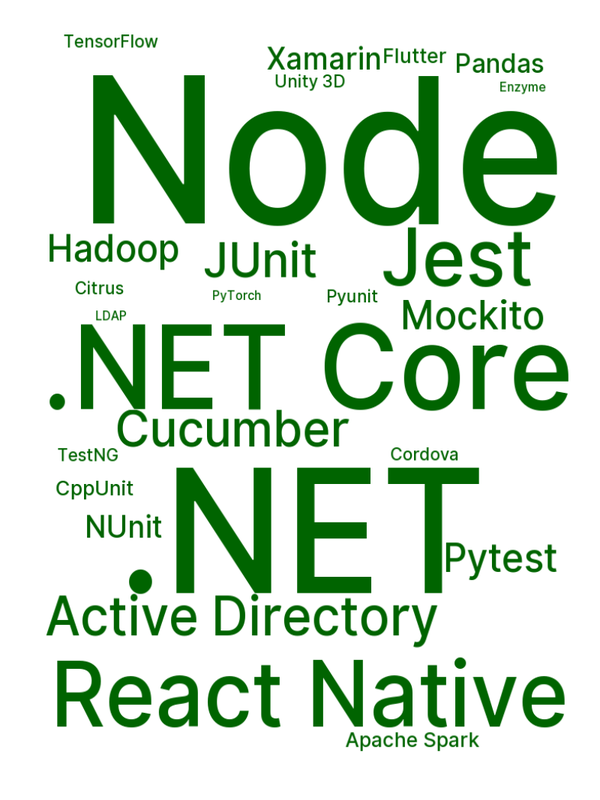 TensorFlow
Xamarin
Flutter
Pandas
Unity 3D
Enzyme
Node
Hadoop
JUnit
Jest
Citrus
PyTorch
Pyunit
LDAP
Mockito
.NET Core
Cucumber
TestNG
Cordova
CppUnit
.NET
NUnit
Pytest
Active Directory
React Native
Apache Spark